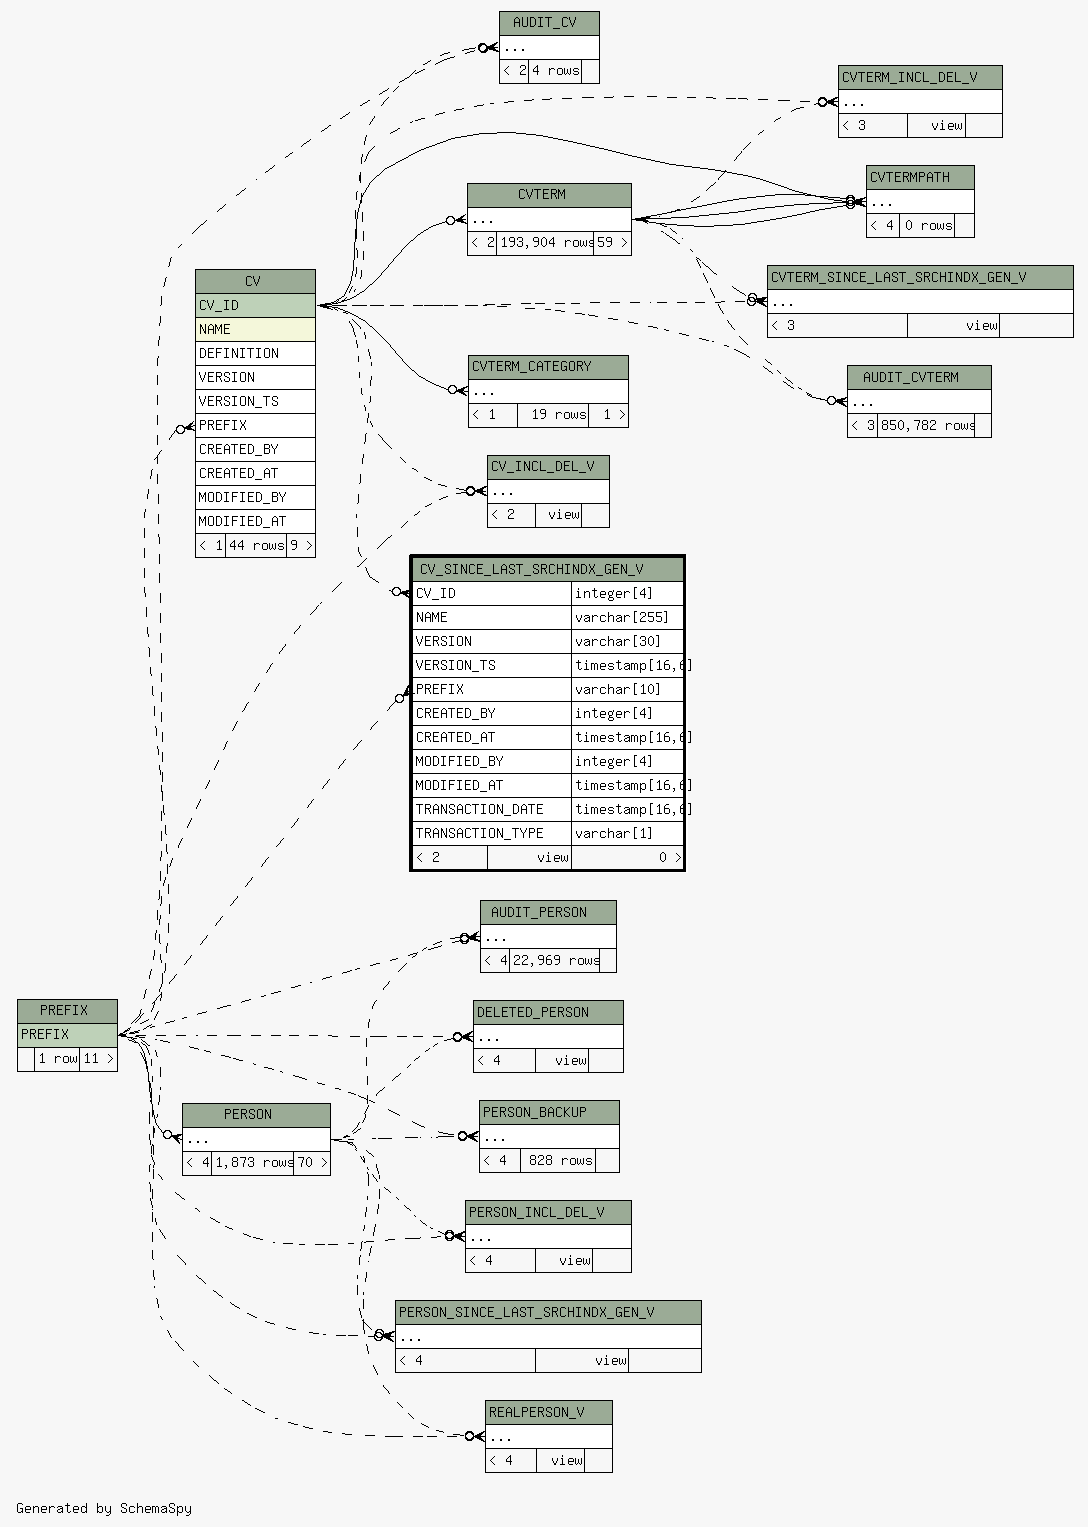 AUDIT_CV
...
< 2 4 rows
CVTERM_INCL_DEL_V
...
< 3 view
CVTERMPATH
...
< 4 0 rows
CVTERM
...
< 2 193,904 rows 59 >
CV
CV_ID
NAME
DEFINITION
VERSION
VERSION_TS
PREFIX
CREATED_BY
CREATED_AT
MODIFIED_BY
MODIFIED_AT
< 1 44 rows 9 >
CVTERM_SINCE_LAST_SRCHINDX_GEN_V
...
< 3 view
CVTERM_CATEGORY
...
< 1 19 rows 1 >
AUDIT_CVTERM
...
< 3 850,782 rows
CV_INCL_DEL_V
...
< 2 view
CV_SINCE_LAST_SRCHINDX_GEN_V
CV_ID integer[4]
NAME varchar[255]
VERSION varchar[30]
VERSION_TS timestamp[16,6]
PREFIX varchar[10]
CREATED_BY integer[4]
CREATED_AT timestamp[16,6]
MODIFIED_BY integer[4]
MODIFIED_AT timestamp[16,6]
TRANSACTION_DATE timestamp[16,6]
TRANSACTION_TYPE varchar[1]
< 2 view 0 >
AUDIT_PERSON
...
< 4 22,969 rows
PREFIX
PREFIX
1 row 11 >
DELETED_PERSON
...
< 4 view
PERSON
...
< 4 1,873 rows 70 >
PERSON_BACKUP
...
< 4 828 rows
PERSON_INCL_DEL_V
...
< 4 view
PERSON_SINCE_LAST_SRCHINDX_GEN_V
...
< 4 view
REALPERSON_V
...
< 4 view
Generated by SchemaSpy